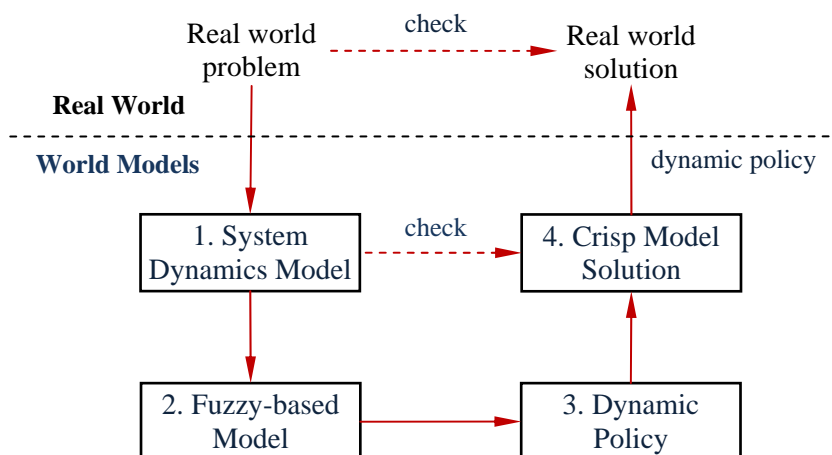 check
Real world
problem
Real world
solution
Real World
World Models
dynamic policy
1. System
Dynamics Model
check
4. Crisp Model
Solution
2. Fuzzy-based
Model
3. Dynamic
Policy